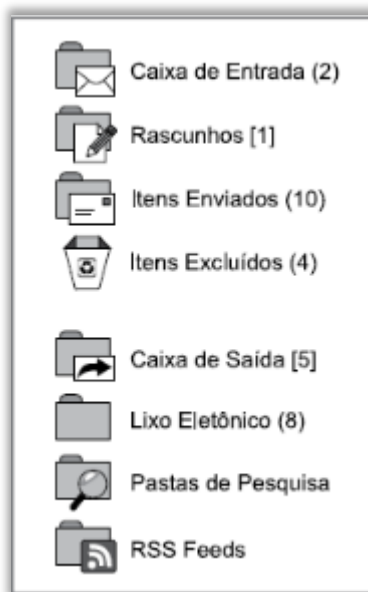 Caixa de Entrada (2)
Rascunhos [1]
Itens Enviados (10)
Itens Excluídos (4)
Caixa de Saída [5]
Lixo Eletônico (8)
Pastas de Pesquisa
RSS Feeds